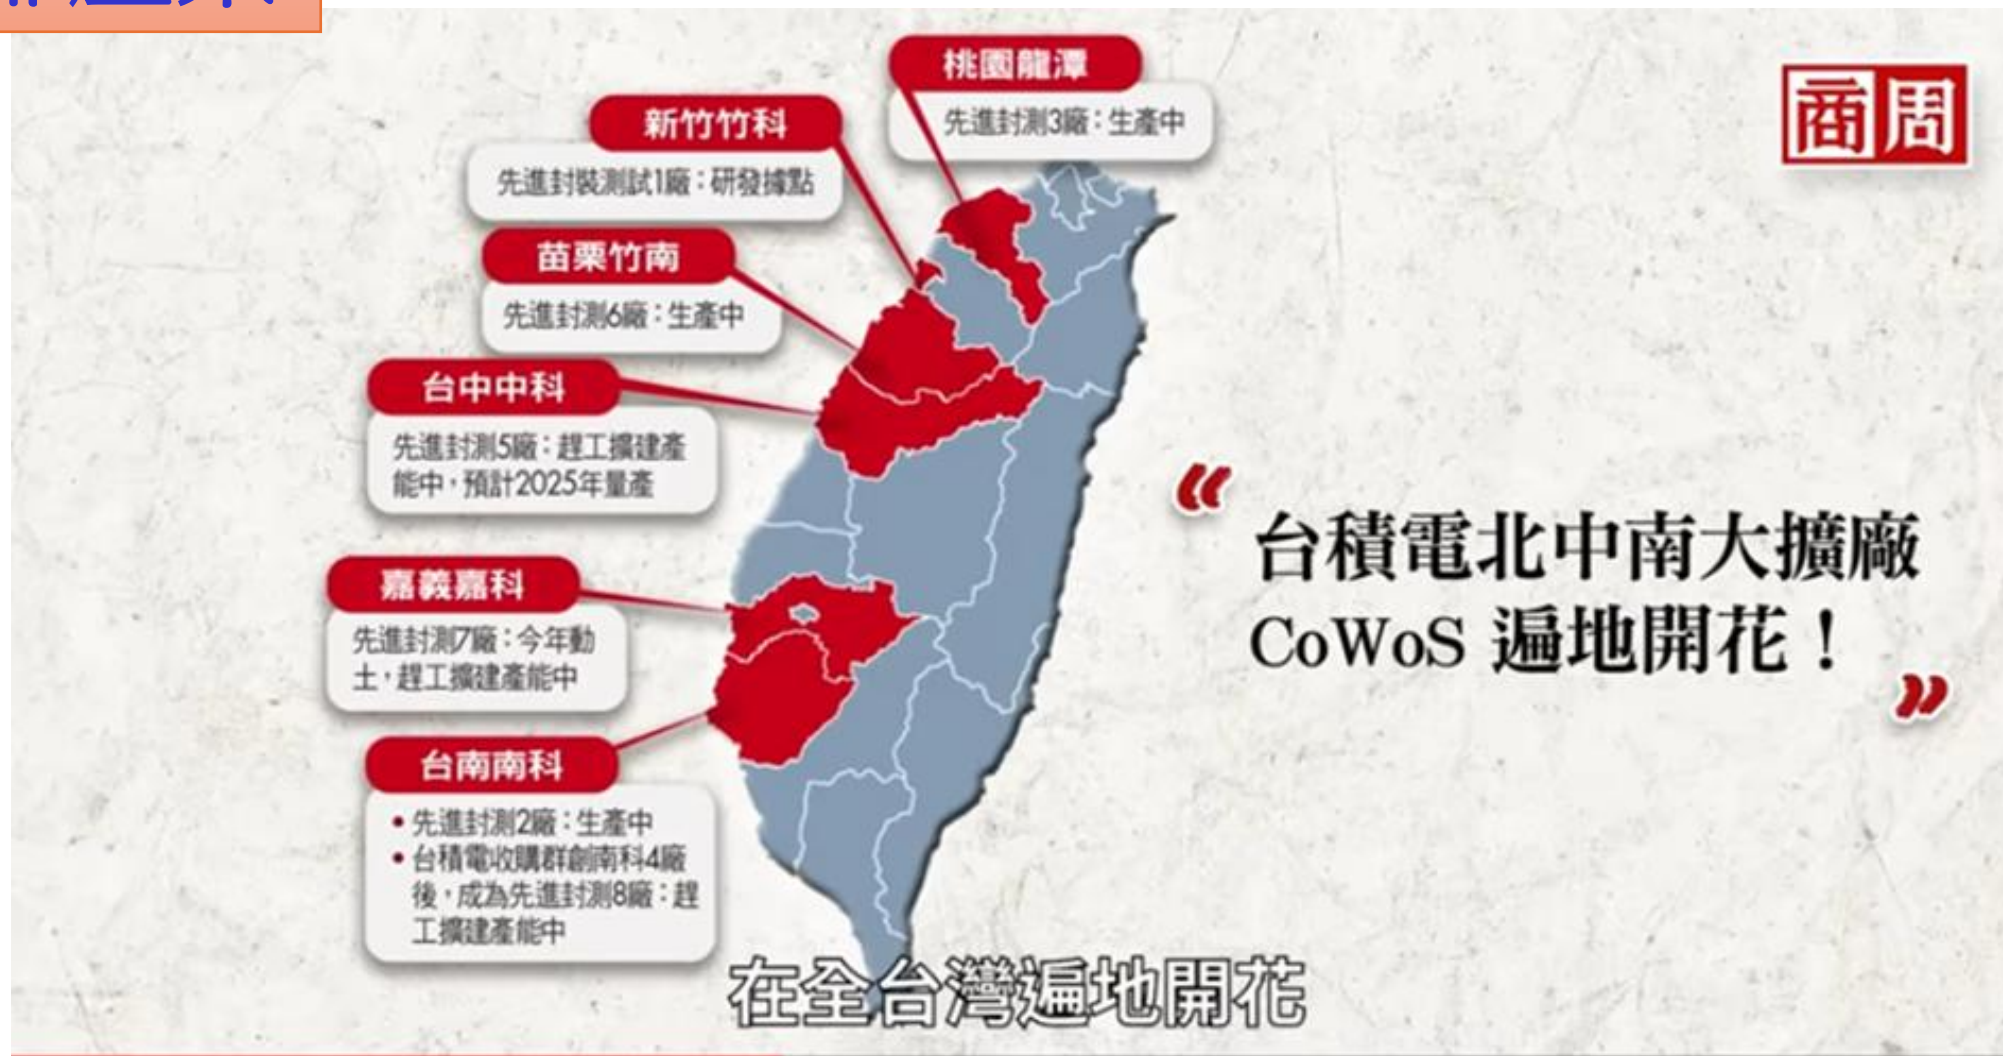 桃園龍潭
先進封測3廠：生產中
商周
新竹竹科
先進封裝測試1廠：研發據點
苗栗竹南
先進封測6廠：生產中
台中中科
先進封測5廠：趕工擴建產
能中，預計2025年量產
嘉義嘉科
先進封測7廠：今年動
土，趕工擴建產能中
台南南科
• 先進封測2廠：生產中
• 台積電收購群創南科4廠
後，成為先進封測8廠：趕
工擴建產能中
“
台積電北中南大擴廠
CoWoS 遍地開花！
”
在全台灣遍地開花